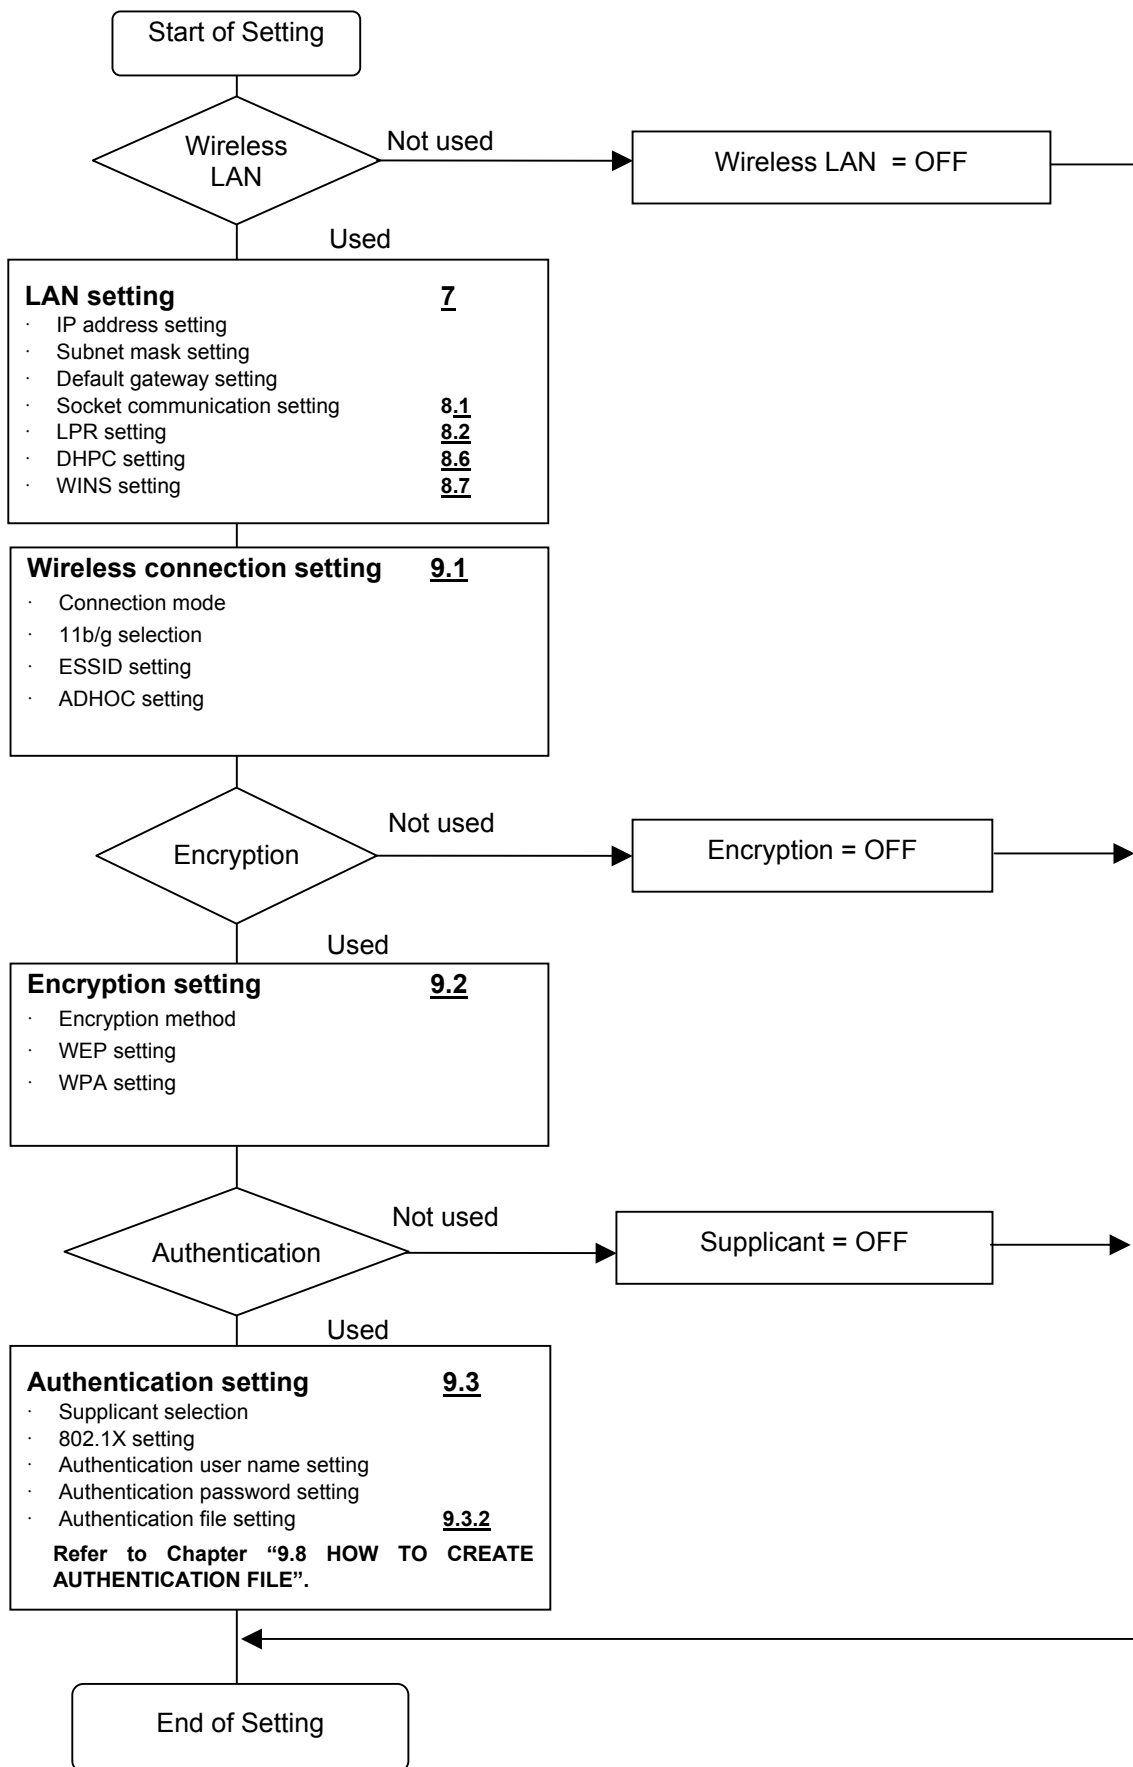 Start of Setting
Wireless
LAN
Not used
Wireless LAN = OFF
Used
LAN setting 7
· IP address setting
· Subnet mask setting
· Default gateway setting
· Socket communication setting 8.1
· LPR setting 8.2
· DHPC setting 8.6
· WINS setting 8.7
Wireless connection setting 9.1
· Connection mode
· 11b/g selection
· ESSID setting
· ADHOC setting
Encryption
Not used
Encryption = OFF
Used
Encryption setting 9.2
· Encryption method
· WEP setting
· WPA setting
Authentication
Not used
Supplicant = OFF
Used
Authentication setting 9.3
· Supplicant selection
· 802.1X setting
· Authentication user name setting
· Authentication password setting
· Authentication file setting 9.3.2
Refer to Chapter “9.8 HOW TO CREATE
AUTHENTICATION FILE”.
End of Setting